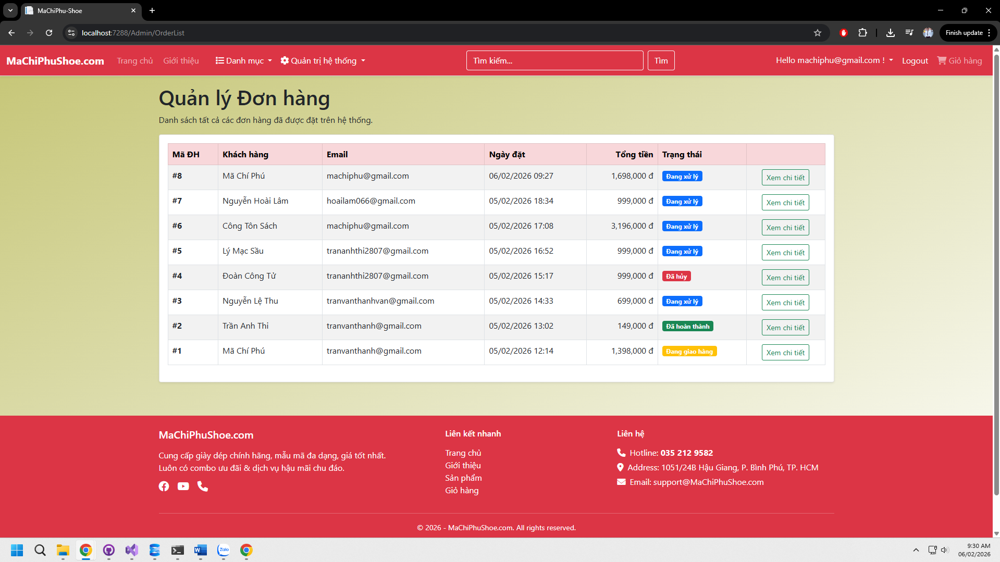 MaChiPhu-Shoe
localhost:7288/Admin/OrderList
Finish update
MaChiPhuShoe.com Trang chủ Giới thiệu Danh mục Quản trị hệ thống Tìm kiếm... Tìm Hello machiphu@gmail.com ! Logout Giỏ hàng
Quản lý Đơn hàng
Danh sách tất cả các đơn hàng đã được đặt trên hệ thống.
Mã ĐH Khách hàng Email Ngày đặt Tổng tiền Trạng thái
#8 Mã Chí Phú machiphu@gmail.com 06/02/2026 09:27 1,698,000 đ Đang xử lý Xem chi tiết
#7 Nguyễn Hoài Lâm hoailam066@gmail.com 05/02/2026 18:34 999,000 đ Đang xử lý Xem chi tiết
#6 Công Tôn Sách machiphu@gmail.com 05/02/2026 17:08 3,196,000 đ Đang xử lý Xem chi tiết
#5 Lý Mạc Sầu trananhthi2807@gmail.com 05/02/2026 16:52 999,000 đ Đang xử lý Xem chi tiết
#4 Đoàn Công Tử trananhthi2807@gmail.com 05/02/2026 15:17 999,000 đ Đã hủy Xem chi tiết
#3 Nguyễn Lệ Thu tranvanthanhvan@gmail.com 05/02/2026 14:33 699,000 đ Đang xử lý Xem chi tiết
#2 Trần Anh Thi tranvanthanh@gmail.com 05/02/2026 13:02 149,000 đ Đã hoàn thành Xem chi tiết
#1 Mã Chí Phú tranvanthanh@gmail.com 05/02/2026 12:14 1,398,000 đ Đang giao hàng Xem chi tiết
MaChiPhuShoe.com
Cung cấp giày dép chính hãng, mẫu mã đa dạng, giá tốt nhất.
Luôn có combo ưu đãi & dịch vụ hậu mãi chu đáo.
Liên kết nhanh
Trang chủ
Giới thiệu
Sản phẩm
Giỏ hàng
Liên hệ
Hotline: 035 212 9582
Address: 1051/24B Hậu Giang, P. Bình Phú, TP. HCM
Email: support@MaChiPhuShoe.com
© 2026 - MaChiPhuShoe.com. All rights reserved.
Zalo
9:30 AM
06/02/2026